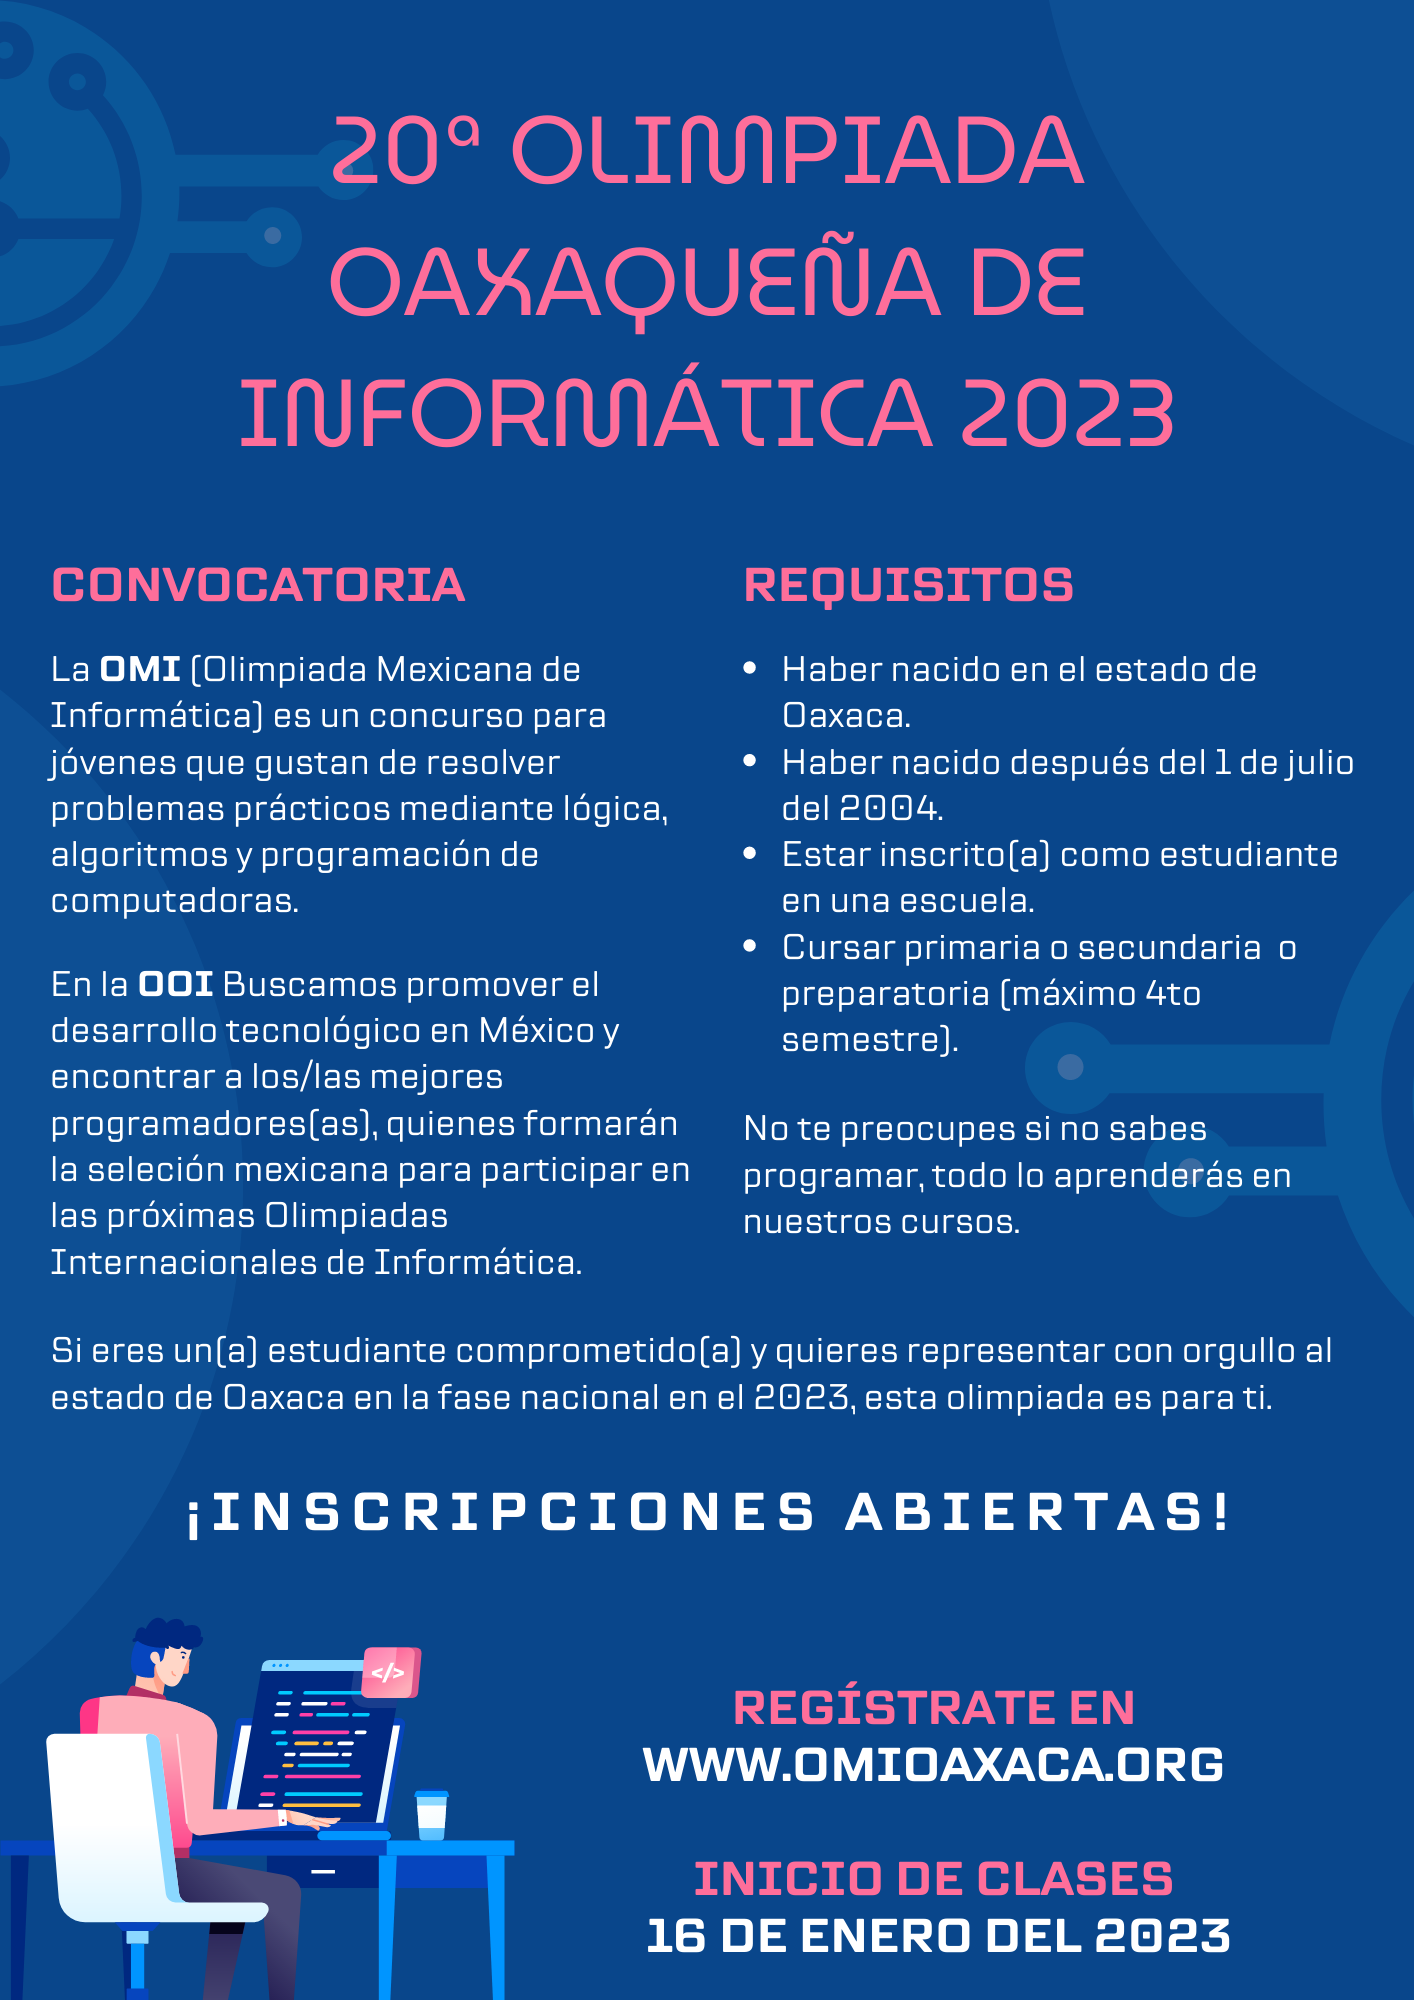 20ª OLIMPIADA
OAXAQUEÑA DE
INFORMÁTICA 2023
CONVOCATORIA
La OMI (Olimpiada Mexicana de
Informática) es un concurso para
jóvenes que gustan de resolver
problemas prácticos mediante lógica,
algoritmos y programación de
computadoras.
En la OOI Buscamos promover el
desarrollo tecnológico en México y
encontrar a los/las mejores
programadores(as), quienes formarán
la seleción mexicana para participar en
las próximas Olimpiadas
Internacionales de Informática.
REQUISITOS
• Haber nacido en el estado de
Oaxaca.
• Haber nacido después del 1 de julio
del 2004.
• Estar inscrito(a) como estudiante
en una escuela.
• Cursar primaria o secundaria  o
preparatoria (máximo 4to
semestre).
No te preocupes si no sabes
programar, todo lo aprenderás en
nuestros cursos.
Si eres un(a) estudiante comprometido(a) y quieres representar con orgullo al
estado de Oaxaca en la fase nacional en el 2023, esta olimpiada es para ti.
¡INSCRIPCIONES ABIERTAS!
</>
REGÍSTRATE EN
WWW.OMIOAXACA.ORG
INICIO DE CLASES
16 DE ENERO DEL 2023